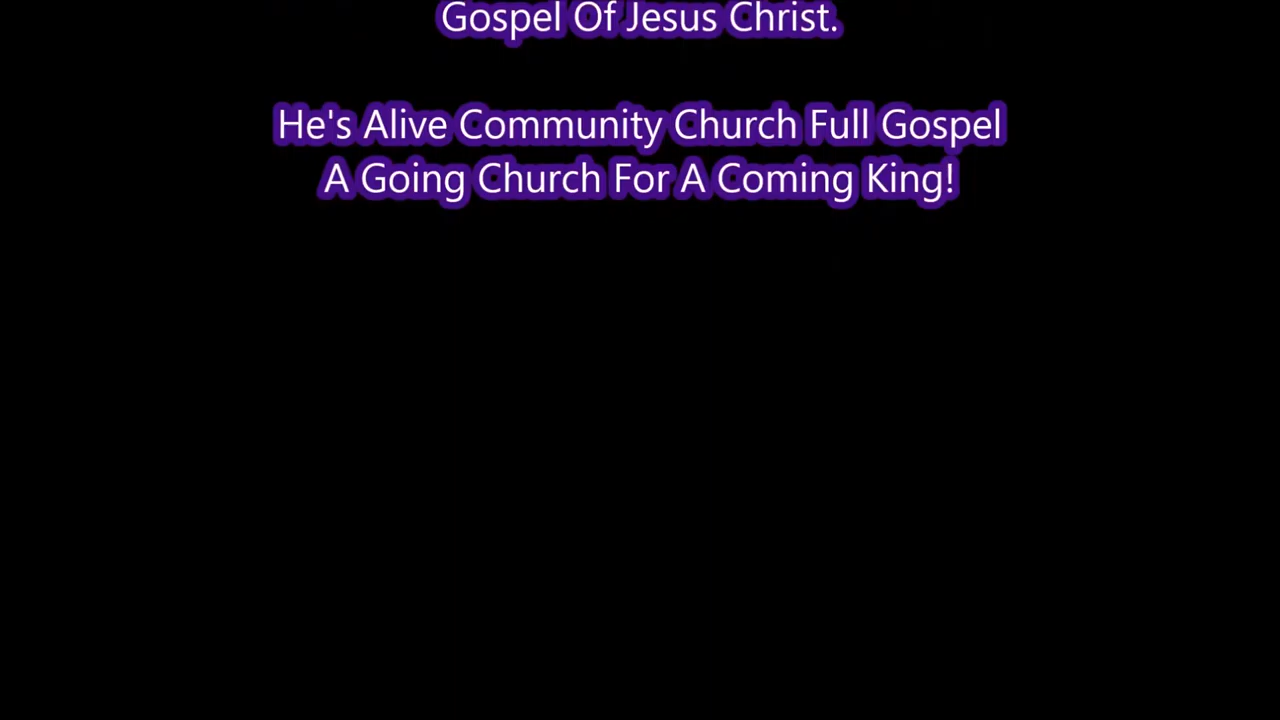 Gospel Of Jesus Christ.
He's Alive Community Church Full Gospel
A Going Church For A Coming King!